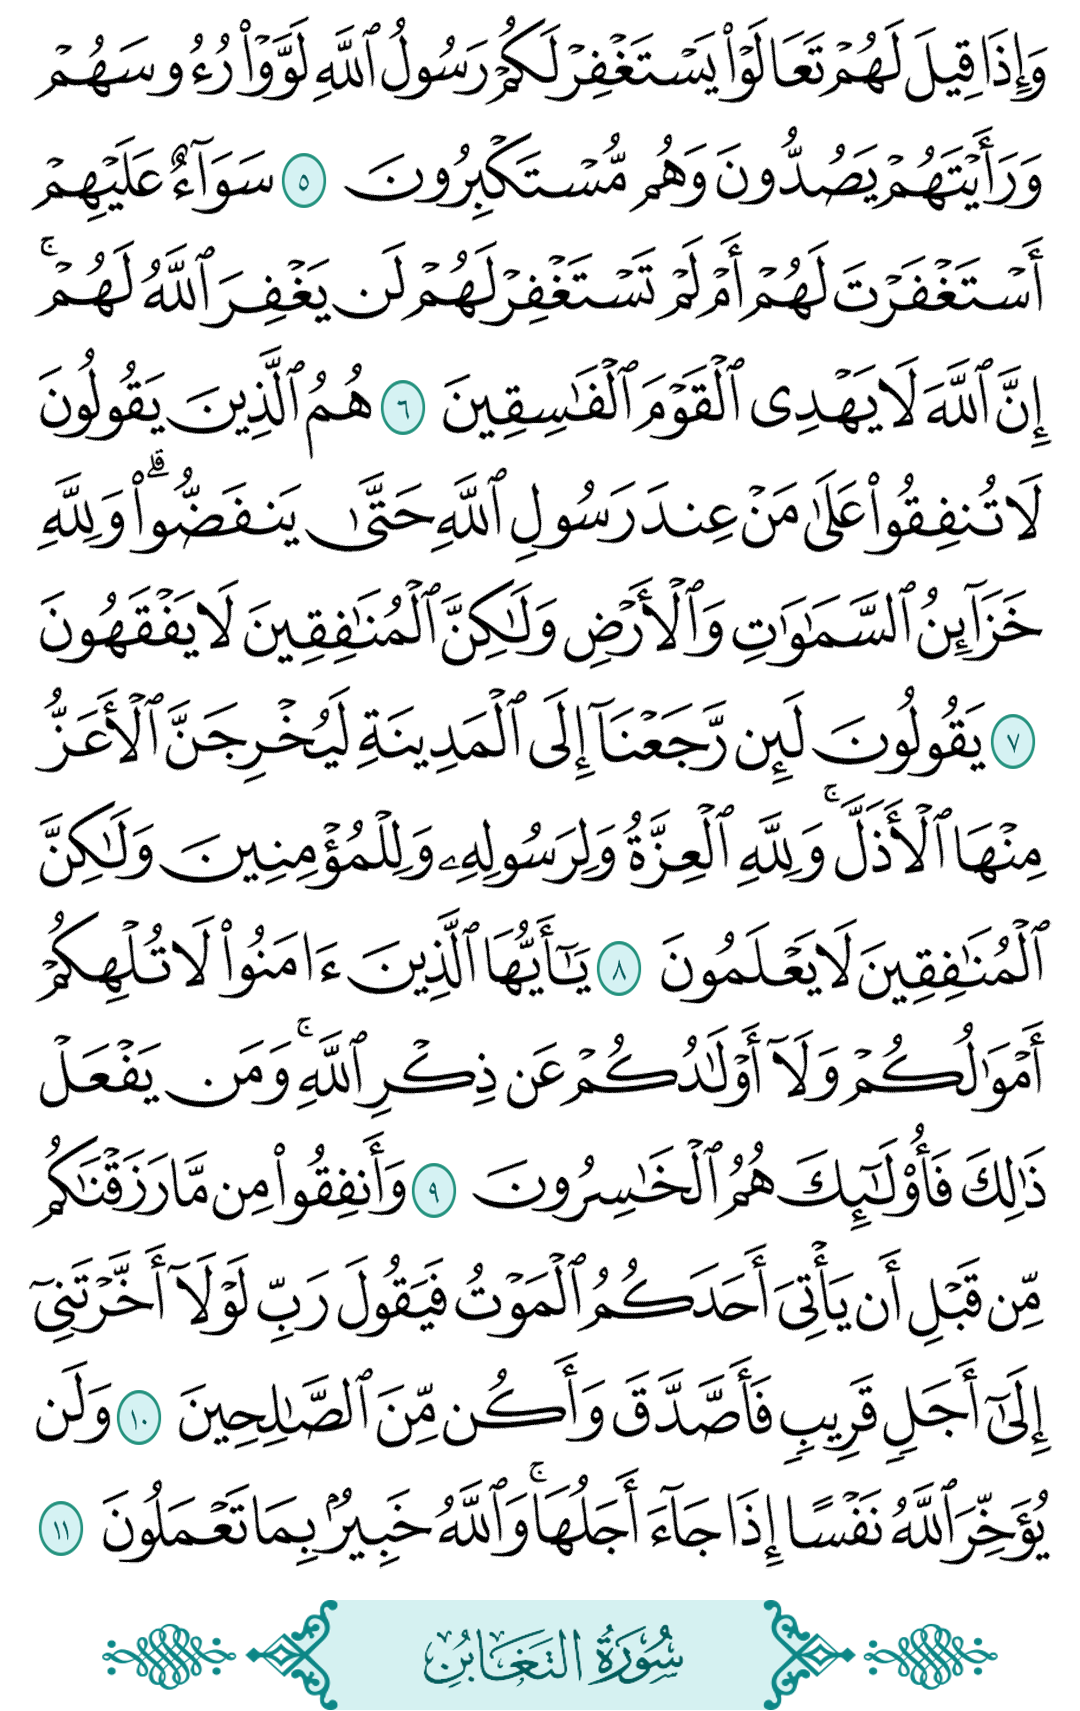 وَإِذَا قِيلَ لَهُمۡ تَعَالَوۡاْ يَسۡتَغۡفِرۡ لَكُمۡ رَسُولُ ٱللَّهِ لَوَّوۡاْ رُءُوسَهُمۡ
وَرَأَيۡتَهُمۡ يَصُدُّونَ وَهُم مُّسۡتَكۡبِرُونَ ٥ سَوَآءٌ عَلَيۡهِمۡ
أَسۡتَغۡفَرۡتَ لَهُمۡ أَمۡ لَمۡ تَسۡتَغۡفِرۡ لَهُمۡ لَن يَغۡفِرَ ٱللَّهُ لَهُمۡۚ
إِنَّ ٱللَّهَ لَا يَهۡدِي ٱلۡقَوۡمَ ٱلۡفَٰسِقِينَ ٦ هُمُ ٱلَّذِينَ يَقُولُونَ
لَا تُنفِقُواْ عَلَىٰ مَنۡ عِندَ رَسُولِ ٱللَّهِ حَتَّىٰ يَنفَضُّواْۗ وَلِلَّهِ
خَزَآئِنُ ٱلسَّمَٰوَٰتِ وَٱلۡأَرۡضِ وَلَٰكِنَّ ٱلۡمُنَٰفِقِينَ لَا يَفۡقَهُونَ
٧ يَقُولُونَ لَئِن رَّجَعۡنَآ إِلَى ٱلۡمَدِينَةِ لَيُخۡرِجَنَّ ٱلۡأَعَزُّ
مِنۡهَا ٱلۡأَذَلَّۚ وَلِلَّهِ ٱلۡعِزَّةُ وَلِرَسُولِهِۦ وَلِلۡمُؤۡمِنِينَ وَلَٰكِنَّ
ٱلۡمُنَٰفِقِينَ لَا يَعۡلَمُونَ ٨ يَٰٓأَيُّهَا ٱلَّذِينَ ءَامَنُواْ لَا تُلۡهِكُمۡ
أَمۡوَٰلُكُمۡ وَلَآ أَوۡلَٰدُكُمۡ عَن ذِكۡرِ ٱللَّهِۚ وَمَن يَفۡعَلۡ
ذَٰلِكَ فَأُوْلَٰٓئِكَ هُمُ ٱلۡخَٰسِرُونَ ٩ وَأَنفِقُواْ مِن مَّا رَزَقۡنَٰكُم
مِّن قَبۡلِ أَن يَأۡتِيَ أَحَدَكُمُ ٱلۡمَوۡتُ فَيَقُولَ رَبِّ لَوۡلَآ أَخَّرۡتَنِيٓ
إِلَىٰٓ أَجَلٖ قَرِيبٖ فَأَصَّدَّقَ وَأَكُن مِّنَ ٱلصَّٰلِحِينَ ١٠ وَلَن
يُؤَخِّرَ ٱللَّهُ نَفۡسًا إِذَا جَآءَ أَجَلُهَاۚ وَٱللَّهُ خَبِيرُۢ بِمَا تَعۡمَلُونَ ١١
سُورَةُ التَغَابُنِ